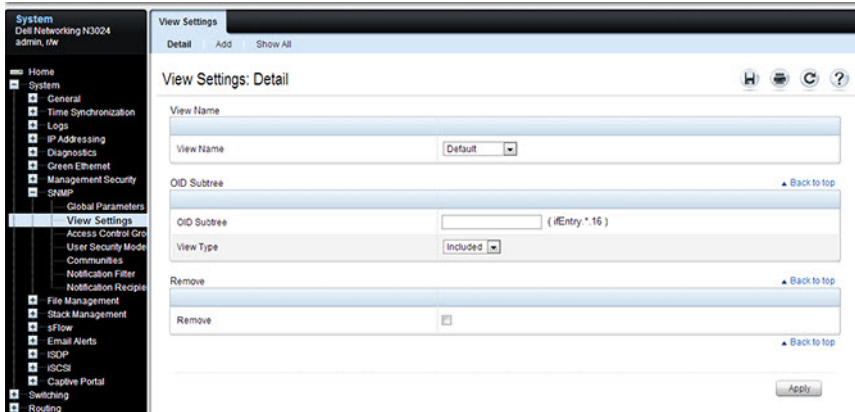 System
Dell Networking N3024
admin, r/w
Home
System
General
Time Synchronization
Logs
IP Addressing
Diagnostics
Green Ethernet
Management Security
SNMP
Global Parameters
View Settings
Access Control Gro
User Security Mode
Communities
Notification Filter
Notification Recipie
File Management
Stack Management
sFlow
Email Alerts
ISDP
iSCSI
Captive Portal
Switching
Routing
View Settings
Detail Add Show All
View Settings: Detail
View Name
View Name Default
OID Subtree Back to top
OID Subtree ( ifEntry.*.16 )
View Type Included
Remove Back to top
Remove
Back to top
Apply